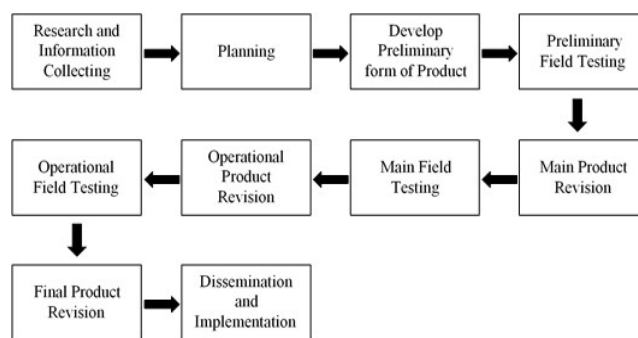 Research and
Information
Collecting
Planning
Develop
Preliminary
form of Product
Preliminary
Field Testing
Operational
Field Testing
Operational
Product
Revision
Main Field
Testing
Main Product
Revision
Final Product
Revision
Dissemination
and
Implementation